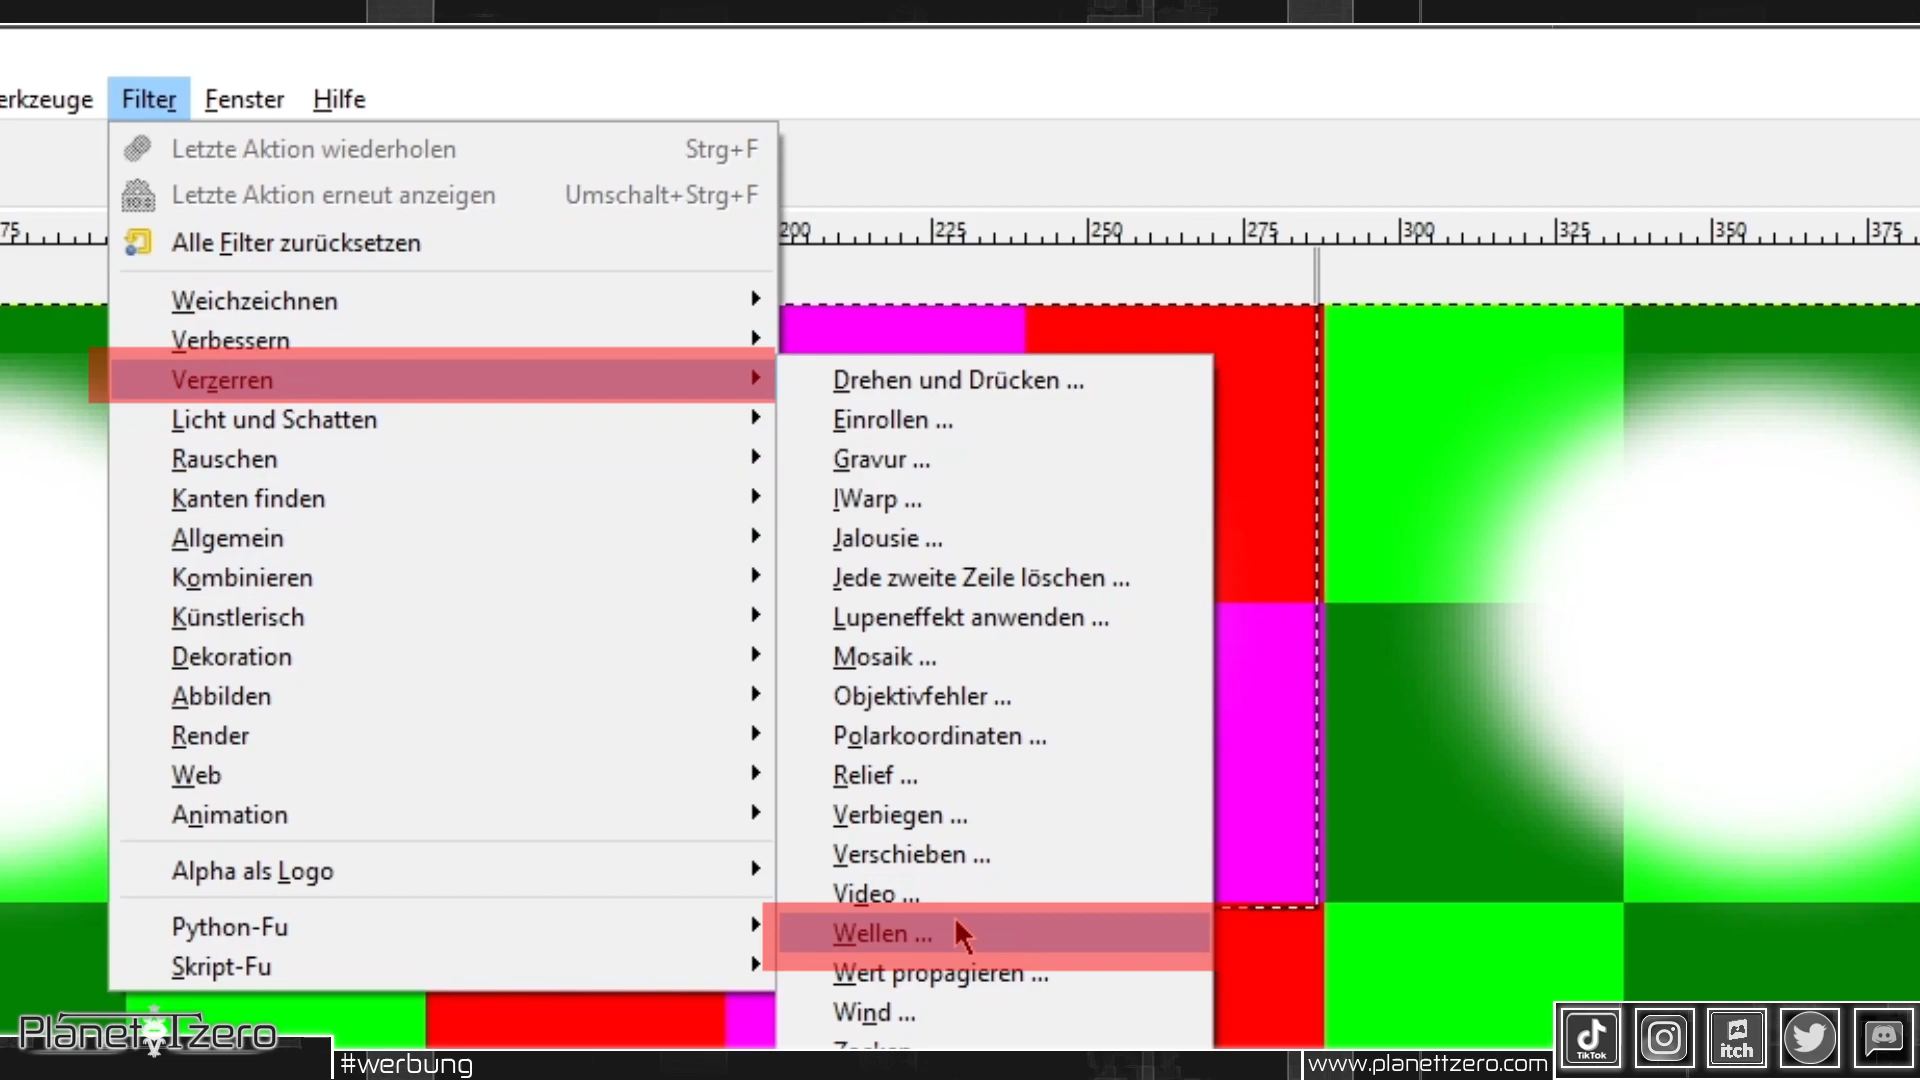 erkzeuge Filter Fenster Hilfe
Letzte Aktion wiederholen Strg+F
Letzte Aktion erneut anzeigen Umschalt+Strg+F
Alle Filter zurücksetzen
75 200 225 250 275 300 325 350 375
Weichzeichnen
Verbessern
Verzerren
Licht und Schatten
Rauschen
Kanten finden
Allgemein
Kombinieren
Künstlerisch
Dekoration
Abbilden
Render
Web
Animation
Alpha als Logo
Python-Fu
Skript-Fu
Drehen und Drücken ...
Einrollen ...
Gravur ...
IWarp ...
Jalousie ...
Jede zweite Zeile löschen ...
Lupeneffekt anwenden ...
Mosaik ...
Objektivfehler ...
Polarkoordinaten ...
Relief ...
Verbiegen ...
Verschieben ...
Video ...
Wellen ...
Wert propagieren ...
Wind ...
Planet Tzero
#werbung
www.planettzero.com
TikTok
itch